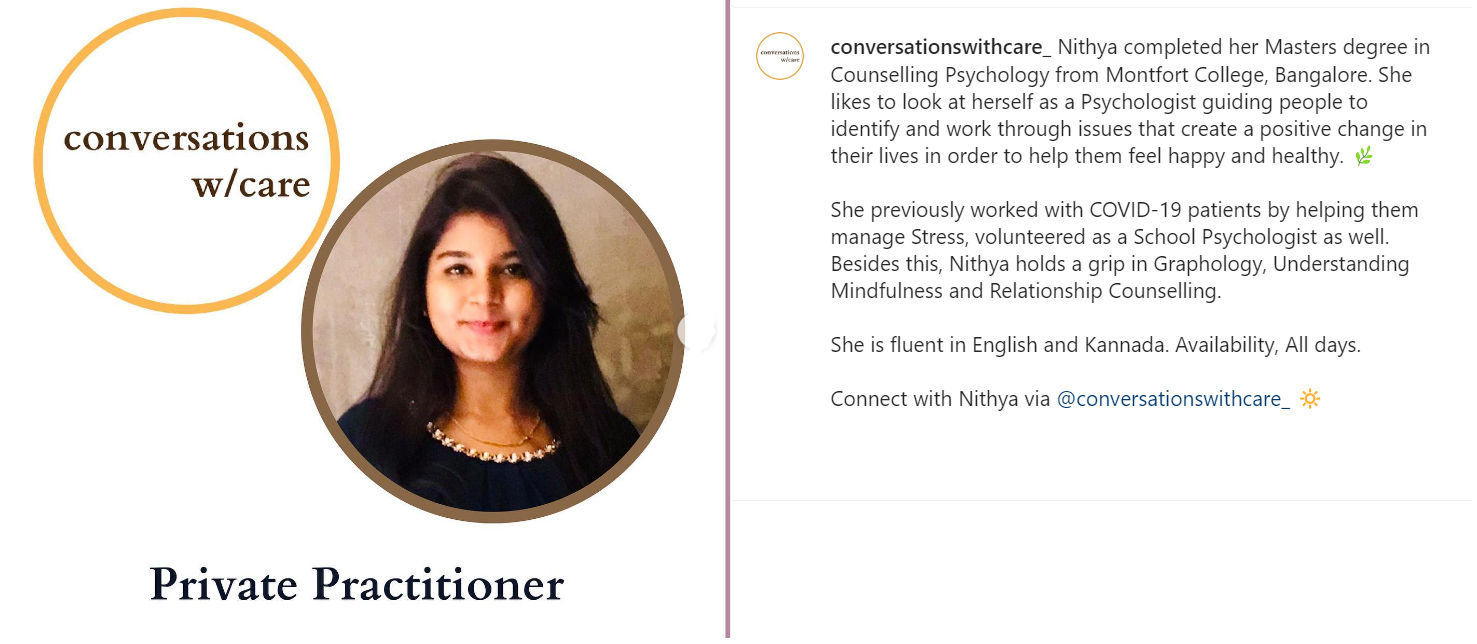 conversations
w/care
Private Practitioner
conversations
w/care
conversationswithcare_ Nithya completed her Masters degree in
Counselling Psychology from Montfort College, Bangalore. She
likes to look at herself as a Psychologist guiding people to
identify and work through issues that create a positive change in
their lives in order to help them feel happy and healthy. 🌿
She previously worked with COVID-19 patients by helping them
manage Stress, volunteered as a School Psychologist as well.
Besides this, Nithya holds a grip in Graphology, Understanding
Mindfulness and Relationship Counselling.
She is fluent in English and Kannada. Availability, All days.
Connect with Nithya via @conversationswithcare_ 🔆